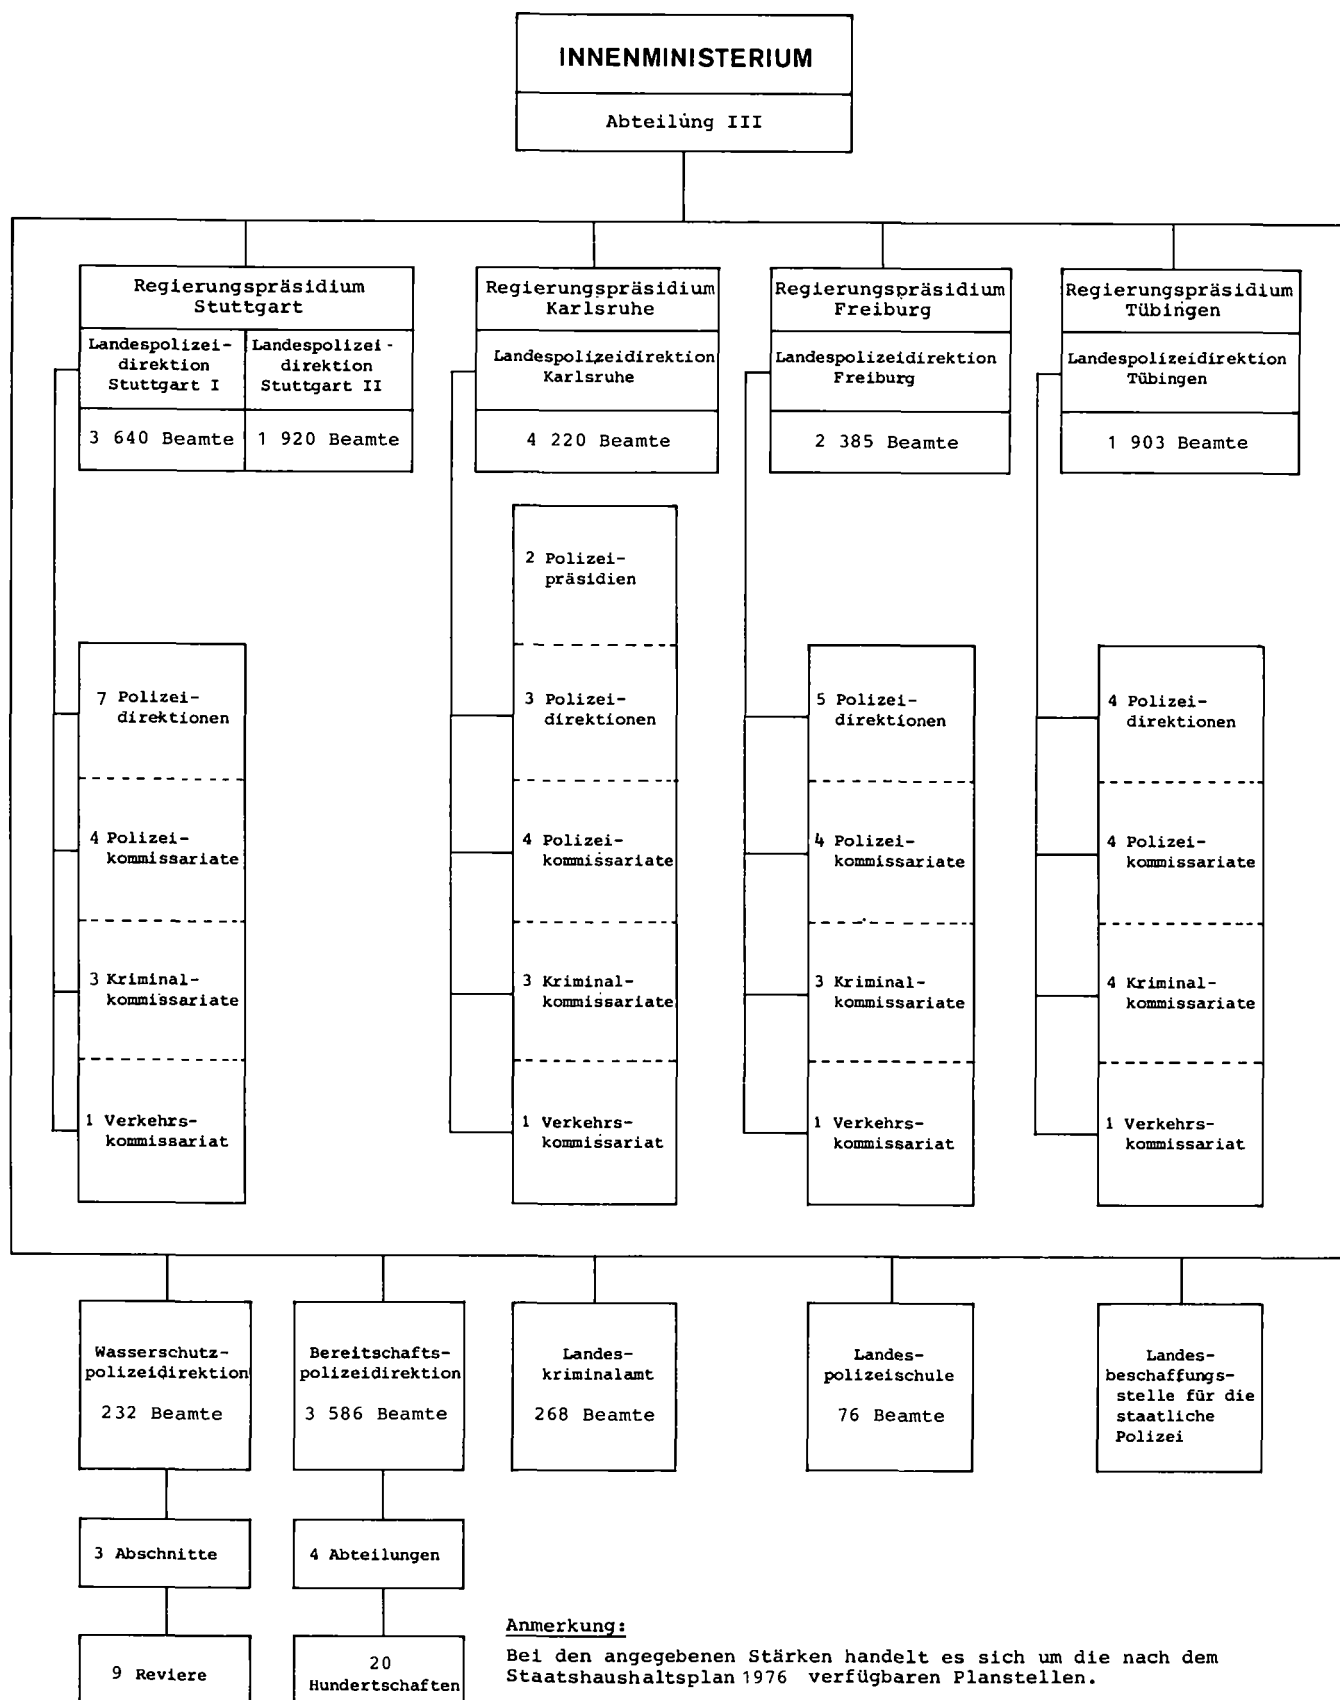 INNENMINISTERIUM
Abteilung III
Regierungspräsidium
Stuttgart
Landespolizei-
direktion
Stuttgart I
Landespolizei-
direktion
Stuttgart II
3 640 Beamte
1 920 Beamte
Regierungspräsidium
Karlsruhe
Landespolizeidirektion
Karlsruhe
4 220 Beamte
Regierungspräsidium
Freiburg
Landespolizeidirektion
Freiburg
2 385 Beamte
Regierungspräsidium
Tübingen
Landespolizeidirektion
Tübingen
1 903 Beamte
7 Polizei-
direktionen
4 Polizei-
kommissariate
3 Kriminal-
kommissariate
1 Verkehrs-
kommissariat
2 Polizei-
präsidien
3 Polizei-
direktionen
4 Polizei-
kommissariate
3 Kriminal-
kommissariate
1 Verkehrs-
kommissariat
5 Polizei-
direktionen
4 Polizei-
kommissariate
3 Kriminal-
kommissariate
1 Verkehrs-
kommissariat
4 Polizei-
direktionen
4 Polizei-
kommissariate
4 Kriminal-
kommissariate
1 Verkehrs-
kommissariat
Wasserschutz-
polizeidirektion
232 Beamte
Bereitschafts-
polizeidirektion
3 586 Beamte
Landes-
kriminalamt
268 Beamte
Landes-
polizeischule
76 Beamte
Landes-
beschaffungs-
stelle für die
staatliche
Polizei
3 Abschnitte
4 Abteilungen
9 Reviere
20
Hundertschaften
Anmerkung:
Bei den angegebenen Stärken handelt es sich um die nach dem
Staatshaushaltsplan 1976 verfügbaren Planstellen.